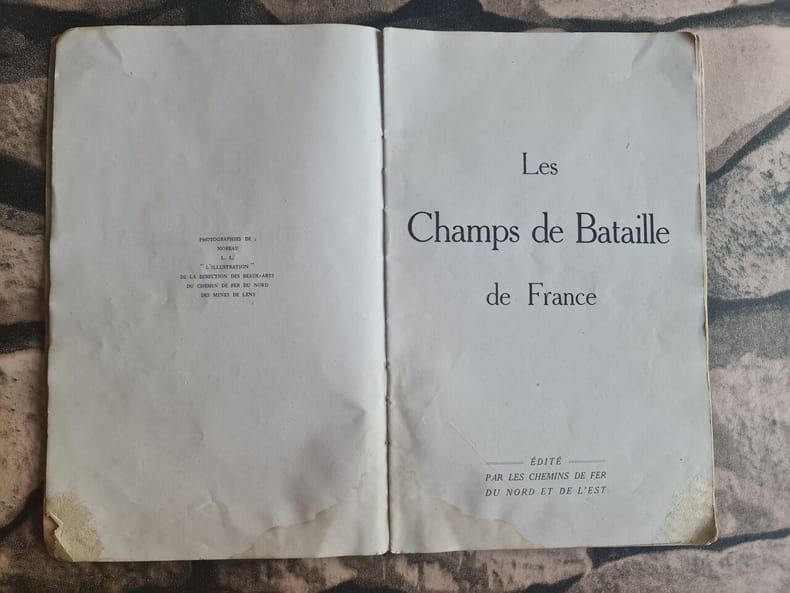 PHOTOGRAPHIES DE :
MOREAU
L. L.
" L'ILLUSTRATION "
DE LA DIRECTION DES BEAUX-ARTS
DU CHEMIN DE FER DU NORD
DES MINES DE LENS
Les
Champs de Bataille
de France
ÉDITÉ
PAR LES CHEMINS DE FER
DU NORD ET DE L'EST